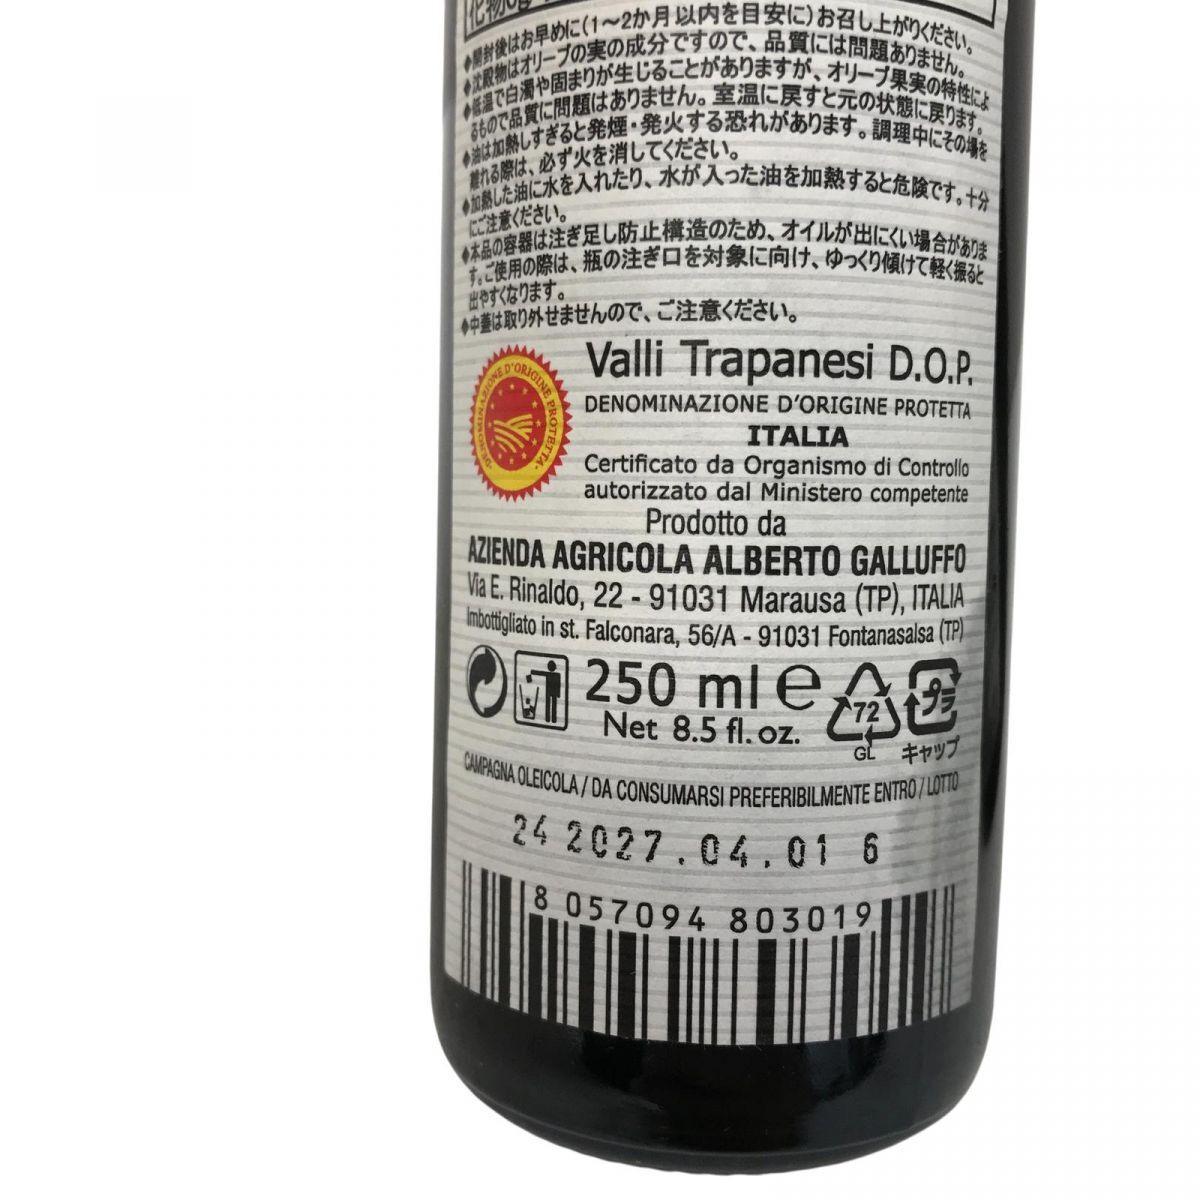 ◆開封後はお早めに(1～2か月以内を目安に)お召し上がりください。
◆沈殿物はオリーブの実の成分ですので、品質には問題ありません。
◆低温で白濁や固まりが生じることがありますが、オリーブ果実の特性によ
るもので品質に問題はありません。室温に戻すと元の状態に戻ります。
◆油は加熱しすぎると発煙・発火する恐れがあります。調理中にその場を
離れる際は、必ず火を消してください。
◆加熱した油に水を入れたり、水が入った油を加熱すると危険です。十分
にご注意ください。
◆本品の容器は注ぎ足し防止構造のため、オイルが出にくい場合がありま
す。ご使用の際は、瓶の注ぎ口を対象に向け、ゆっくり傾けて軽く振ると
出やすくなります。
◆中蓋は取り外せませんので、ご注意ください。
DENOMINAZIONE D'ORIGINE PROTETTA
Valli Trapanesi D.O.P.
DENOMINAZIONE D'ORIGINE PROTETTA
ITALIA
Certificato da Organismo di Controllo
autorizzato dal Ministero competente
Prodotto da
AZIENDA AGRICOLA ALBERTO GALLUFFO
Via E. Rinaldo, 22 - 91031 Marausa (TP), ITALIA
Imbottigliato in st. Falconara, 56/A - 91031 Fontanasalsa (TP)
250 ml e
Net 8.5 fl. oz.
72
GL
プラ
キャップ
CAMPAGNA OLEICOLA / DA CONSUMARSI PREFERIBILMENTE ENTRO / LOTTO
24 2027.04.01 6
8 057094 803019